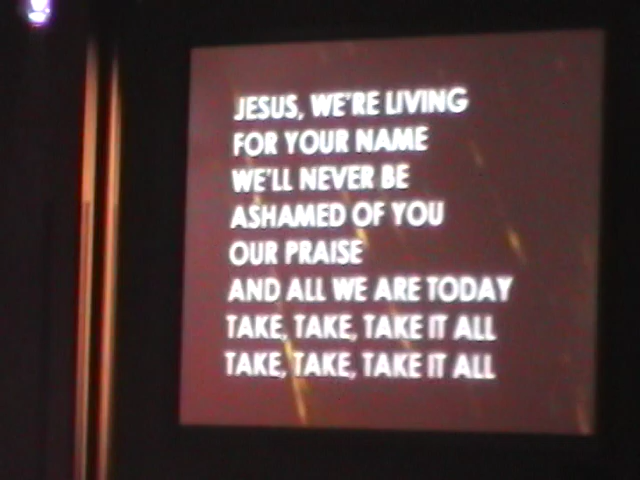 JESUS, WE'RE LIVING
FOR YOUR NAME
WE'LL NEVER BE
ASHAMED OF YOU
OUR PRAISE
AND ALL WE ARE TODAY
TAKE, TAKE, TAKE IT ALL
TAKE, TAKE, TAKE IT ALL